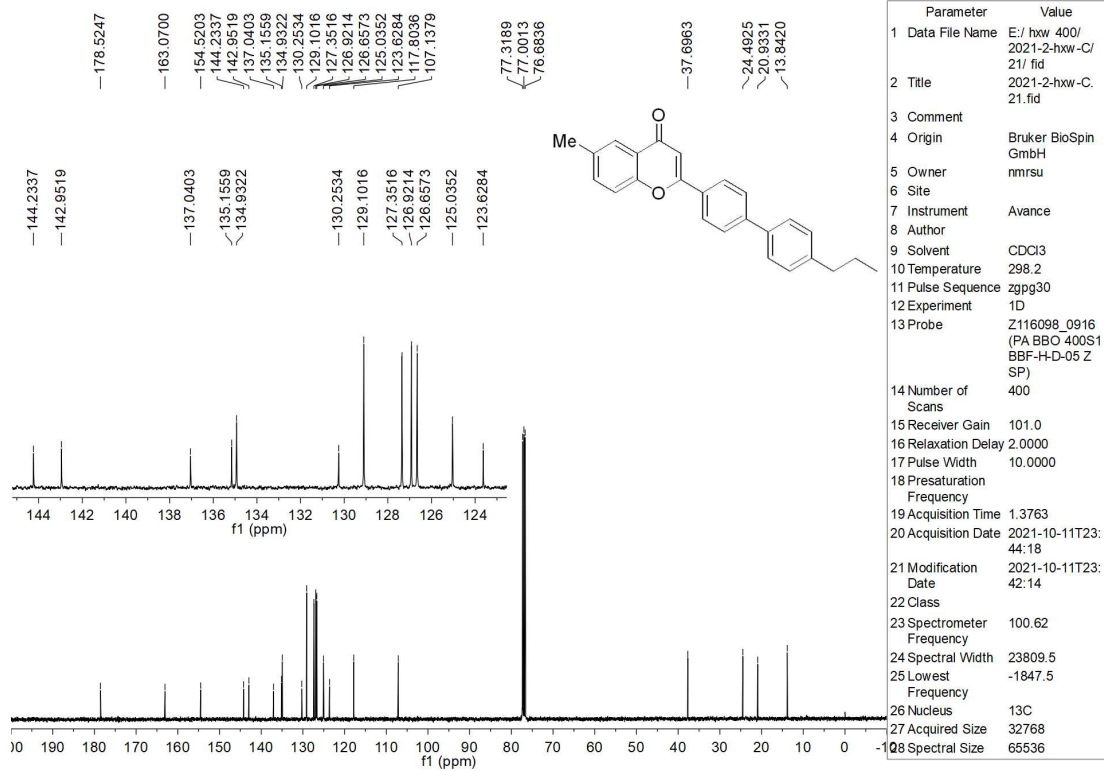 178.5247
163.0700
154.5203
144.2337
142.9519
137.0403
135.1559
134.9322
130.2534
129.1016
127.3516
126.9214
126.6573
125.0352
123.6284
117.8036
107.1379
77.3189
77.0013
76.6836
37.6963
24.4925
20.9331
13.8420
144.2337
142.9519
137.0403
135.1559
134.9322
130.2534
129.1016
127.3516
126.9214
126.6573
125.0352
123.6284
O
Me
O
144 142 140 138 136 134 132 130 128 126 124
f1 (ppm)
00 190 180 170 160 150 140 130 120 110 100 90 80 70 60 50 40 30 20 10 0 -10
f1 (ppm)
Parameter Value
1 Data File Name E:/ hxw 400/
2021-2-hxw-C/
21/ fid
2 Title 2021-2-hxw-C.
21.fid
3 Comment
4 Origin Bruker BioSpin
GmbH
5 Owner nmrsu
6 Site
7 Instrument Avance
8 Author
9 Solvent CDCl3
10 Temperature 298.2
11 Pulse Sequence zgpg30
12 Experiment 1D
13 Probe Z116098_0916
(PA BBO 400S1
BBF-H-D-05 Z
SP)
14 Number of 400
Scans
15 Receiver Gain 101.0
16 Relaxation Delay 2.0000
17 Pulse Width 10.0000
18 Presaturation
Frequency
19 Acquisition Time 1.3763
20 Acquisition Date 2021-10-11T23:
44:18
21 Modification 2021-10-11T23:
Date 42:14
22 Class
23 Spectrometer 100.62
Frequency
24 Spectral Width 23809.5
25 Lowest -1847.5
Frequency
26 Nucleus 13C
27 Acquired Size 32768
28 Spectral Size 65536